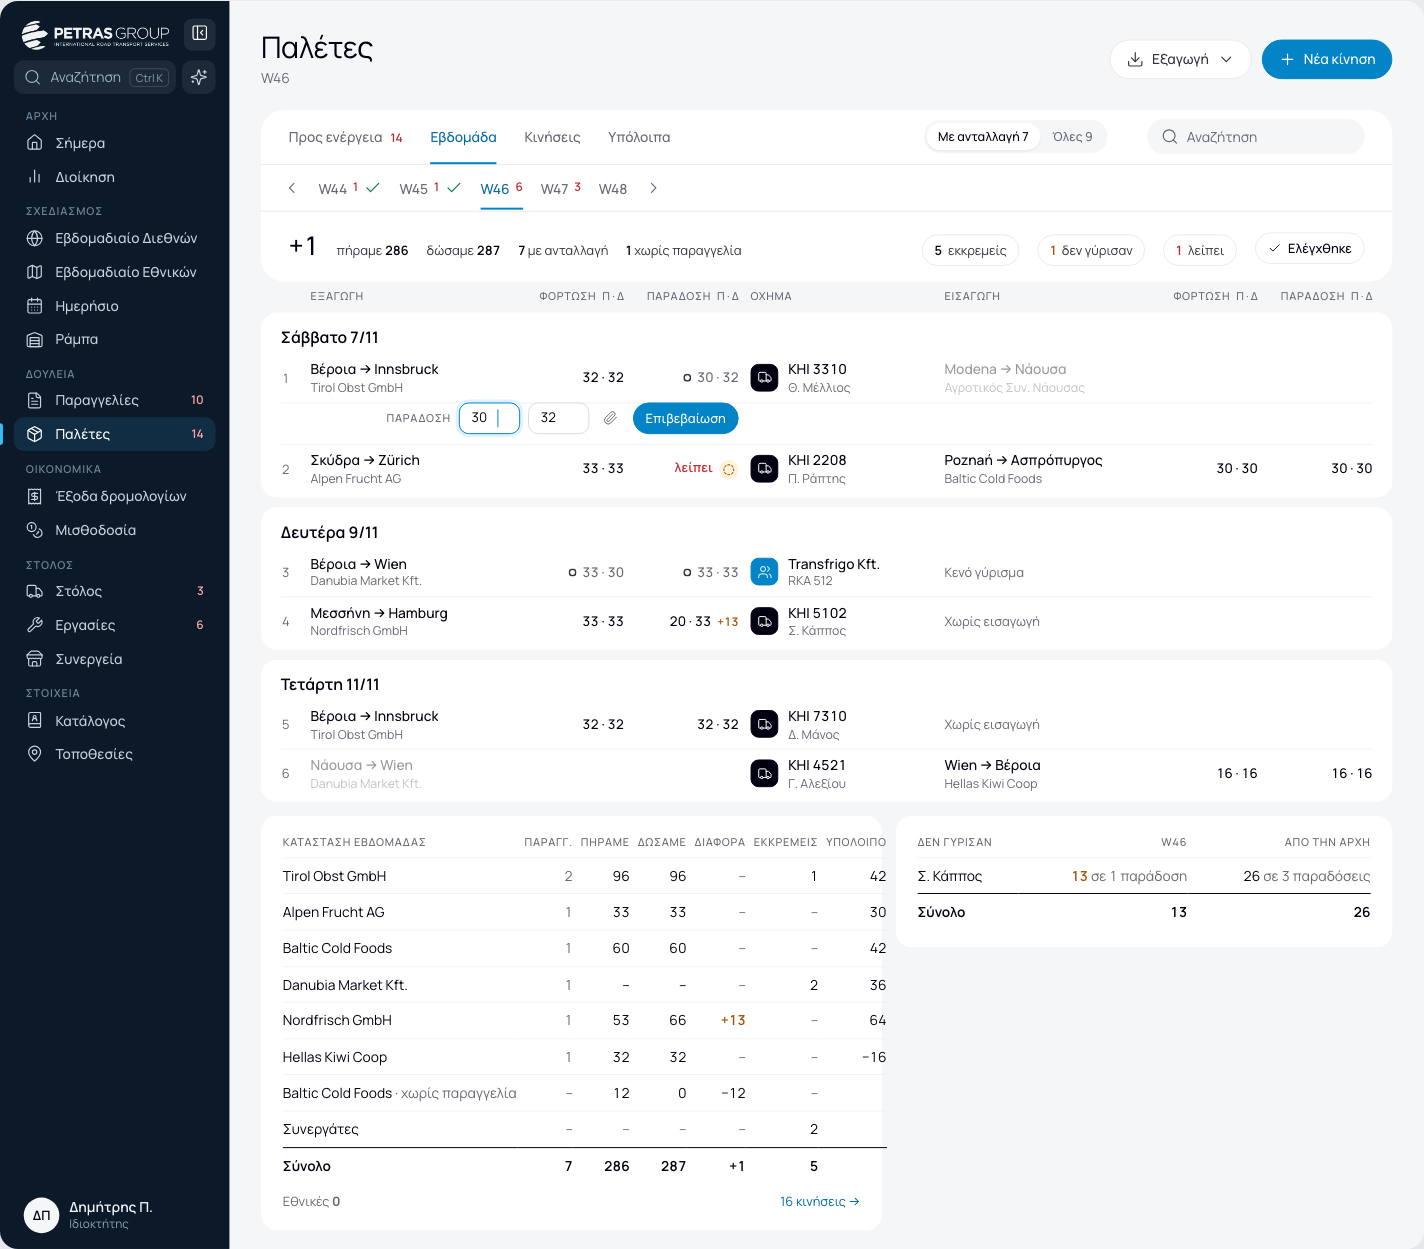 PETRAS GROUP
INTERNATIONAL ROAD TRANSPORT SERVICES
Αναζήτηση Ctrl K
ΑΡΧΗ
Σήμερα
Διοίκηση
ΣΧΕΔΙΑΣΜΟΣ
Εβδομαδιαίο Διεθνών
Εβδομαδιαίο Εθνικών
Ημερήσιο
Ράμπα
ΔΟΥΛΕΙΑ
Παραγγελίες 10
Παλέτες 14
ΟΙΚΟΝΟΜΙΚΑ
Έξοδα δρομολογίων
Μισθοδοσία
ΣΤΟΛΟΣ
Στόλος 3
Εργασίες 6
Συνεργεία
ΣΤΟΙΧΕΙΑ
Κατάλογος
Τοποθεσίες
ΔΠ
Δημήτρης Π.
Ιδιοκτήτης
Παλέτες
W46
Εξαγωγή
Νέα κίνηση
Προς ενέργεια 14 Εβδομάδα Κινήσεις Υπόλοιπα
Με ανταλλαγή 7 Όλες 9
Αναζήτηση
W44 1 W45 1 W46 6 W47 3 W48
+1 πήραμε 286 δώσαμε 287 7 με ανταλλαγή 1 χωρίς παραγγελία
5 εκκρεμείς 1 δεν γύρισαν 1 λείπει Ελέγχθηκε
ΕΞΑΓΩΓΗ ΦΟΡΤΩΣΗ Π·Δ ΠΑΡΑΔΟΣΗ Π·Δ ΟΧΗΜΑ ΕΙΣΑΓΩΓΗ ΦΟΡΤΩΣΗ Π·Δ ΠΑΡΑΔΟΣΗ Π·Δ
Σάββατο 7/11
1 Βέροια → Innsbruck 32·32 30·32 KHI 3310 Modena → Νάουσα
Tirol Obst GmbH Θ. Μέλλιος Αγροτικός Συν. Νάουσας
ΠΑΡΑΔΟΣΗ 30 32 Επιβεβαίωση
2 Σκύδρα → Zürich 33·33 λείπει KHI 2208 Poznań → Ασπρόπυργος 30·30 30·30
Alpen Frucht AG Π. Ράπτης Baltic Cold Foods
Δευτέρα 9/11
3 Βέροια → Wien 33·30 33·33 Transfrigo Kft. Κενό γύρισμα
Danubia Market Kft. RKA 512
4 Μεσσήνη → Hamburg 33·33 20·33 +13 KHI 5102 Χωρίς εισαγωγή
Nordfrisch GmbH Σ. Κάππος
Τετάρτη 11/11
5 Βέροια → Innsbruck 32·32 32·32 KHI 7310 Χωρίς εισαγωγή
Tirol Obst GmbH Δ. Μάνος
6 Νάουσα → Wien KHI 4521 Wien → Βέροια 16·16 16·16
Danubia Market Kft. Γ. Αλεξίου Hellas Kiwi Coop
ΚΑΤΑΣΤΑΣΗ ΕΒΔΟΜΑΔΑΣ ΠΑΡΑΓΓ. ΠΗΡΑΜΕ ΔΩΣΑΜΕ ΔΙΑΦΟΡΑ ΕΚΚΡΕΜΕΙΣ ΥΠΟΛΟΙΠΟ
Tirol Obst GmbH 2 96 96 – 1 42
Alpen Frucht AG 1 33 33 – – 30
Baltic Cold Foods 1 60 60 – – 42
Danubia Market Kft. 1 – – – 2 36
Nordfrisch GmbH 1 53 66 +13 – 64
Hellas Kiwi Coop 1 32 32 – – −16
Baltic Cold Foods · χωρίς παραγγελία – 12 0 −12 –
Συνεργάτες – – – – 2
Σύνολο 7 286 287 +1 5
Εθνικές 0 16 κινήσεις →
ΔΕΝ ΓΥΡΙΣΑΝ W46 ΑΠΟ ΤΗΝ ΑΡΧΗ
Σ. Κάππος 13 σε 1 παράδοση 26 σε 3 παραδόσεις
Σύνολο 13 26